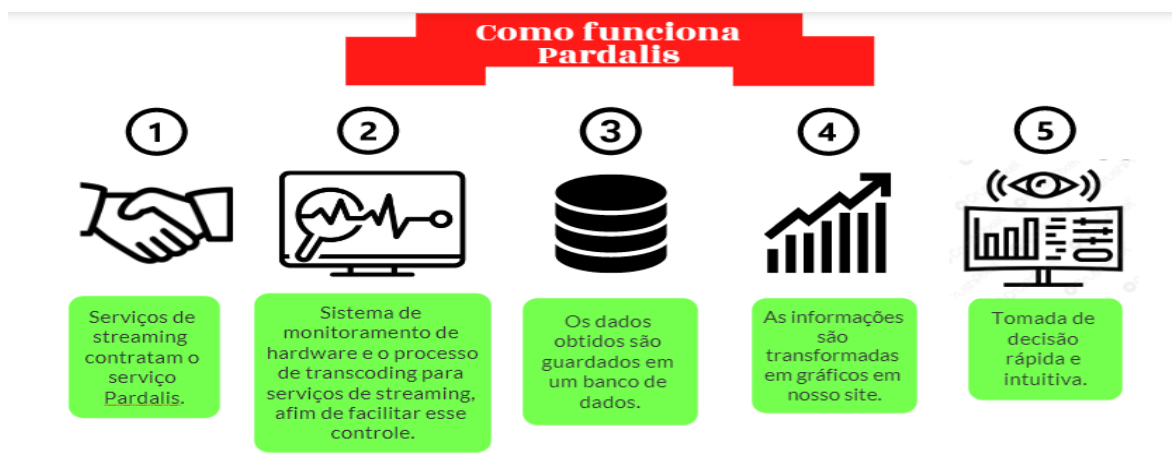 Como funciona
Pardalis
1
2
3
4
5
Serviços de
streaming
contratam o
serviço
Pardalis.
Sistema de
monitoramento de
hardware e o processo
de transcoding para
serviços de streaming,
afim de facilitar esse
controle.
Os dados
obtidos são
guardados em
um banco de
dados.
As informações
são
transformadas
em gráficos em
nosso site.
Tomada de
decisão
rápida e
intuitiva.